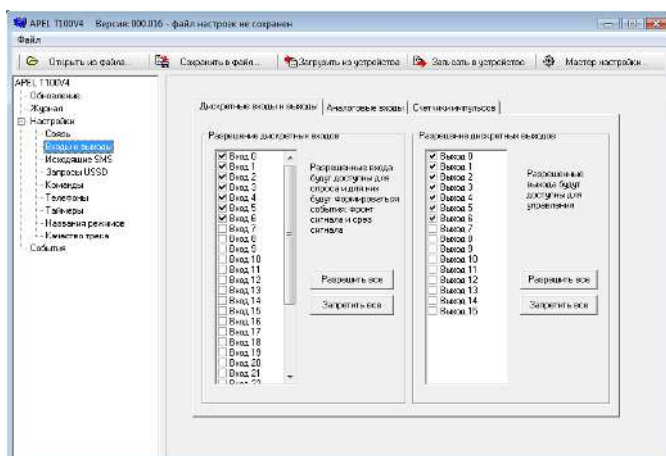 APEL T100V4 Версия: 000.016 - файл настроек не сохранен
Файл
Открыть из файла... Сохранить в файл... Загрузить из устройства Записать в устройство Мастер настройки...
APEL T100V4
Обновление
Журнал
Настройки
Связь
Входы и выходы
Исходящие SMS
Запросы USSD
Команды
Телефоны
Таймеры
Названия режимов
Качество трека
События
Дискретные входы и выходы Аналоговые входы Счетчики импульсов
Разрешение дискретных входов
Вход 0
Вход 1
Вход 2
Вход 3
Вход 4
Вход 5
Вход 6
Вход 7
Вход 8
Вход 9
Вход 10
Вход 11
Вход 12
Вход 13
Вход 14
Вход 15
Вход 16
Вход 17
Вход 18
Вход 19
Вход 20
Вход 21
Вход 22
Разрешенные входа
будут доступны для
опроса и для них
будут формироваться
события: фронт
сигнала и срез
сигнала
Разрешить все
Запретить все
Разрешение дискретных выходов
Выход 0
Выход 1
Выход 2
Выход 3
Выход 4
Выход 5
Выход 6
Выход 7
Выход 8
Выход 9
Выход 10
Выход 11
Выход 12
Выход 13
Выход 14
Выход 15
Разрешенные
выхода будут
доступны для
управления
Разрешить все
Запретить все